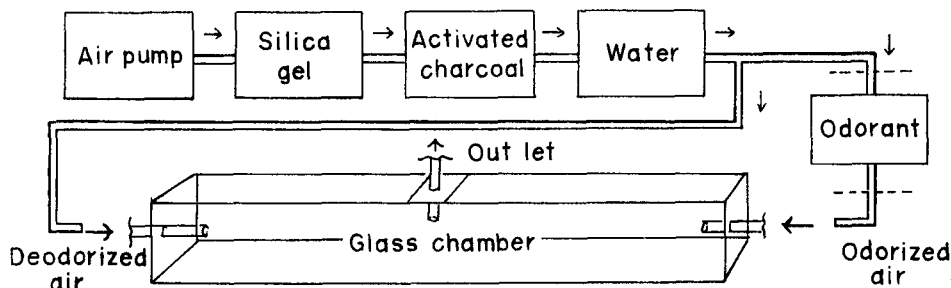 Air pump
Silica
gel
Activated
charcoal
Water
Odorant
Out let
Glass chamber
Deodorized
air
Odorized
air